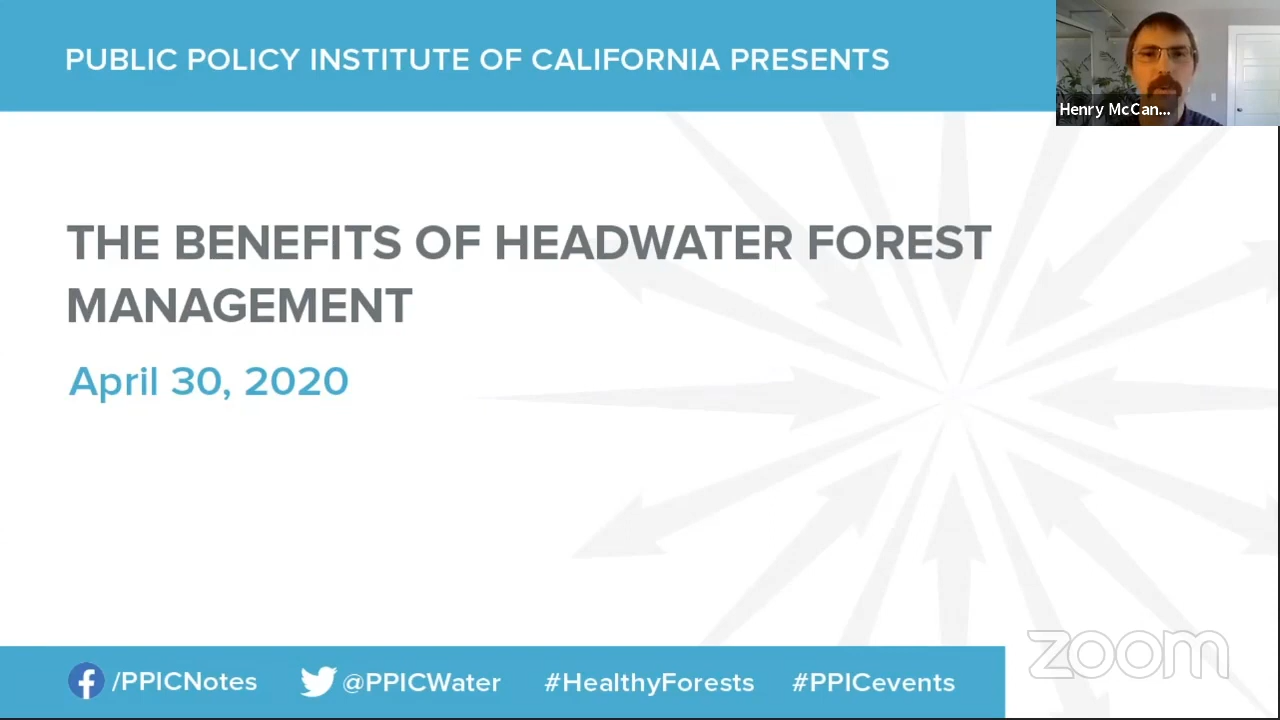 PUBLIC POLICY INSTITUTE OF CALIFORNIA PRESENTS
Henry McCan...
THE BENEFITS OF HEADWATER FOREST
MANAGEMENT
April 30, 2020
/PPICNotes @PPICWater #HealthyForests #PPICevents
zoom